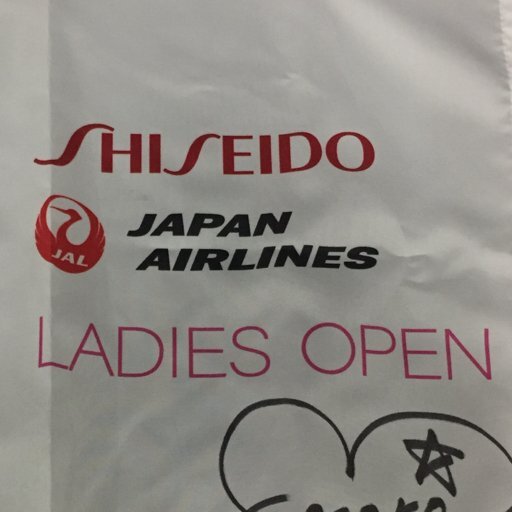 SHISEIDO
JAL
JAPAN
AIRLINES
LADIES OPEN